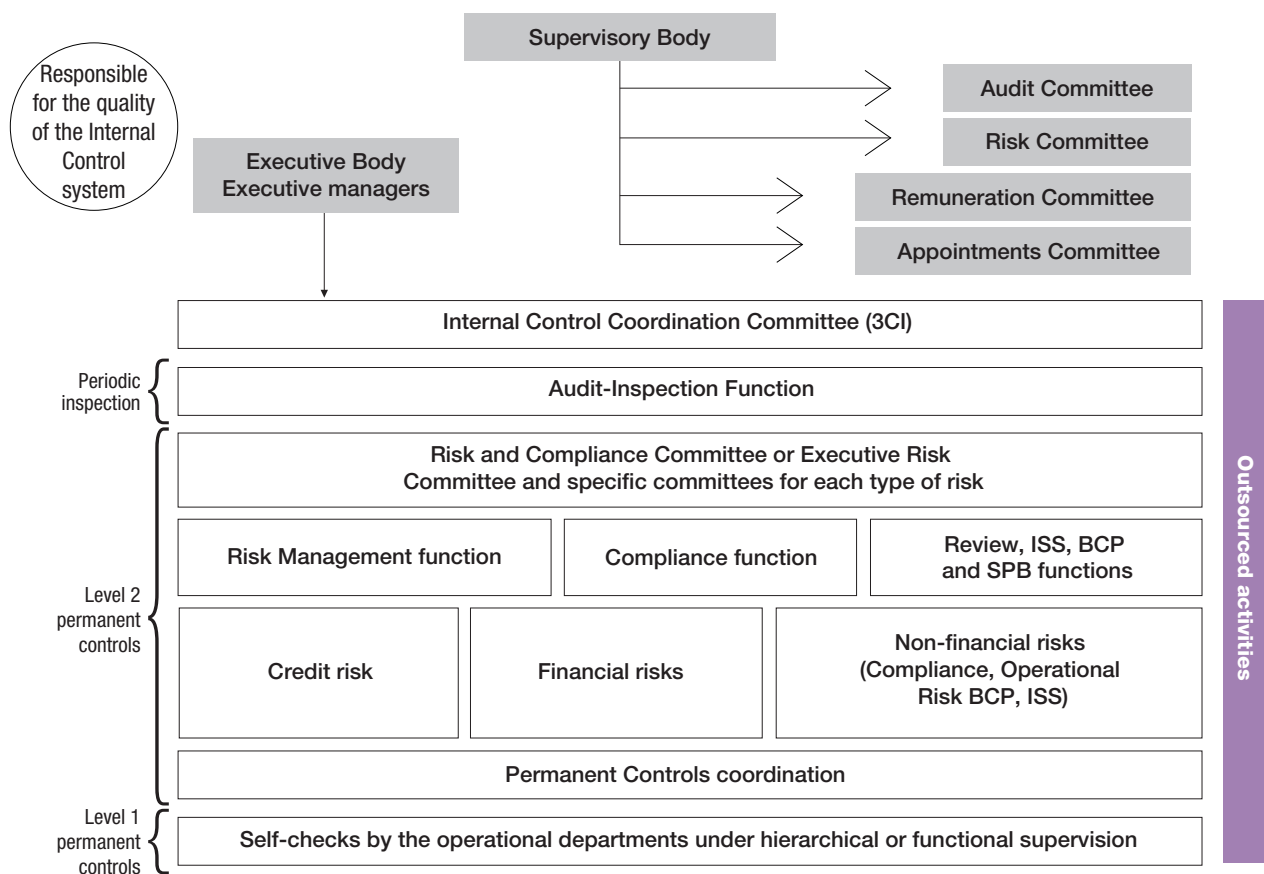 Supervisory Body
Responsible
for the quality
of the Internal
Control
system
Executive Body
Executive managers
Audit Committee
Risk Committee
Remuneration Committee
Appointments Committee
Internal Control Coordination Committee (3CI)
Periodic
inspection
Audit-Inspection Function
Risk and Compliance Committee or Executive Risk
Committee and specific committees for each type of risk
Risk Management function
Compliance function
Review, ISS, BCP
and SPB functions
Level 2
permanent
controls
Credit risk
Financial risks
Non-financial risks
(Compliance, Operational
Risk BCP, ISS)
Permanent Controls coordination
Level 1
permanent
controls
Self-checks by the operational departments under hierarchical or functional supervision
Outsourced activities